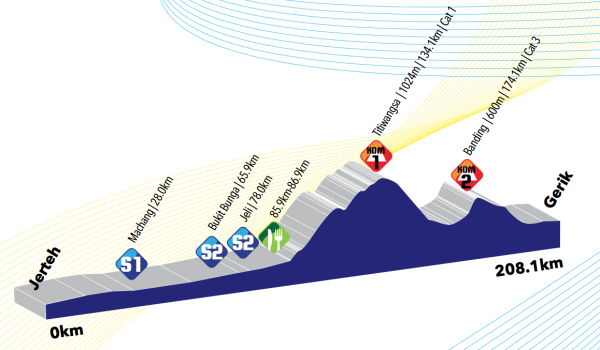 Jerteh
Machang | 28.0km
S1
Bukit Bunga | 65.9km
S2
Jeli | 78.0km
S2
85.9km-86.9km
Titiwangsa | 1024m | 134.1km | Cat 1
KOM
1
Banding | 600m | 174.1km | Cat 3
KOM
2
Gerik
0km
208.1km